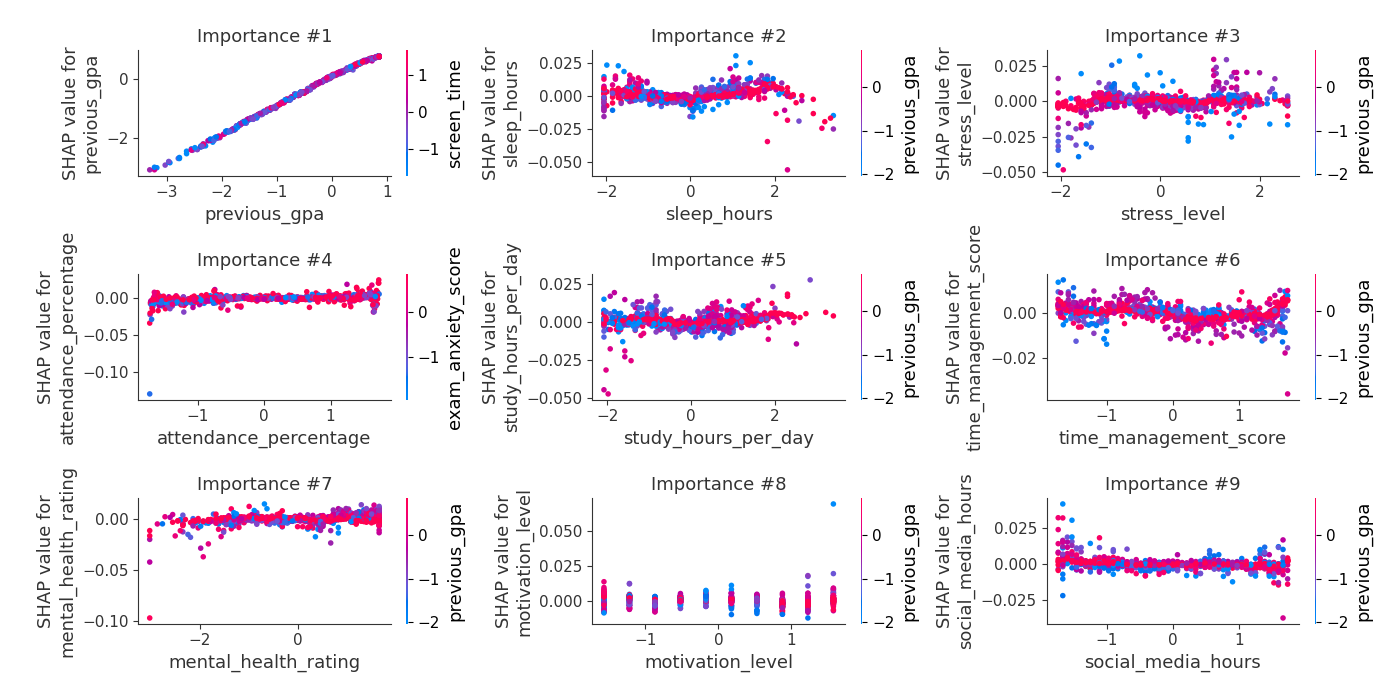 Importance #1
SHAP value for
previous_gpa
0
−2
−3
−2
−1
0
1
previous_gpa
1
0
−1
screen_time
Importance #2
SHAP value for
sleep_hours
0.025
0.000
−0.025
−0.050
−2
0
2
sleep_hours
0
−1
−2
previous_gpa
Importance #3
SHAP value for
stress_level
0.025
0.000
−0.025
−0.050
−2
0
2
stress_level
0
−1
−2
previous_gpa
Importance #4
SHAP value for
attendance_percentage
0.00
−0.05
−0.10
−1
0
1
attendance_percentage
0
−1
exam_anxiety_score
Importance #5
SHAP value for
study_hours_per_day
0.025
0.000
−0.025
−0.050
−2
0
2
study_hours_per_day
0
−1
−2
previous_gpa
Importance #6
SHAP value for
time_management_score
0.00
−0.02
−1
0
1
time_management_score
0
−1
−2
previous_gpa
Importance #7
SHAP value for
mental_health_rating
0.00
−0.05
−0.10
−2
0
mental_health_rating
0
−1
−2
previous_gpa
Importance #8
SHAP value for
motivation_level
0.050
0.025
0.000
−1
0
1
motivation_level
0
−1
−2
previous_gpa
Importance #9
SHAP value for
social_media_hours
0.025
0.000
−0.025
−1
0
1
social_media_hours
0
−1
−2
previous_gpa